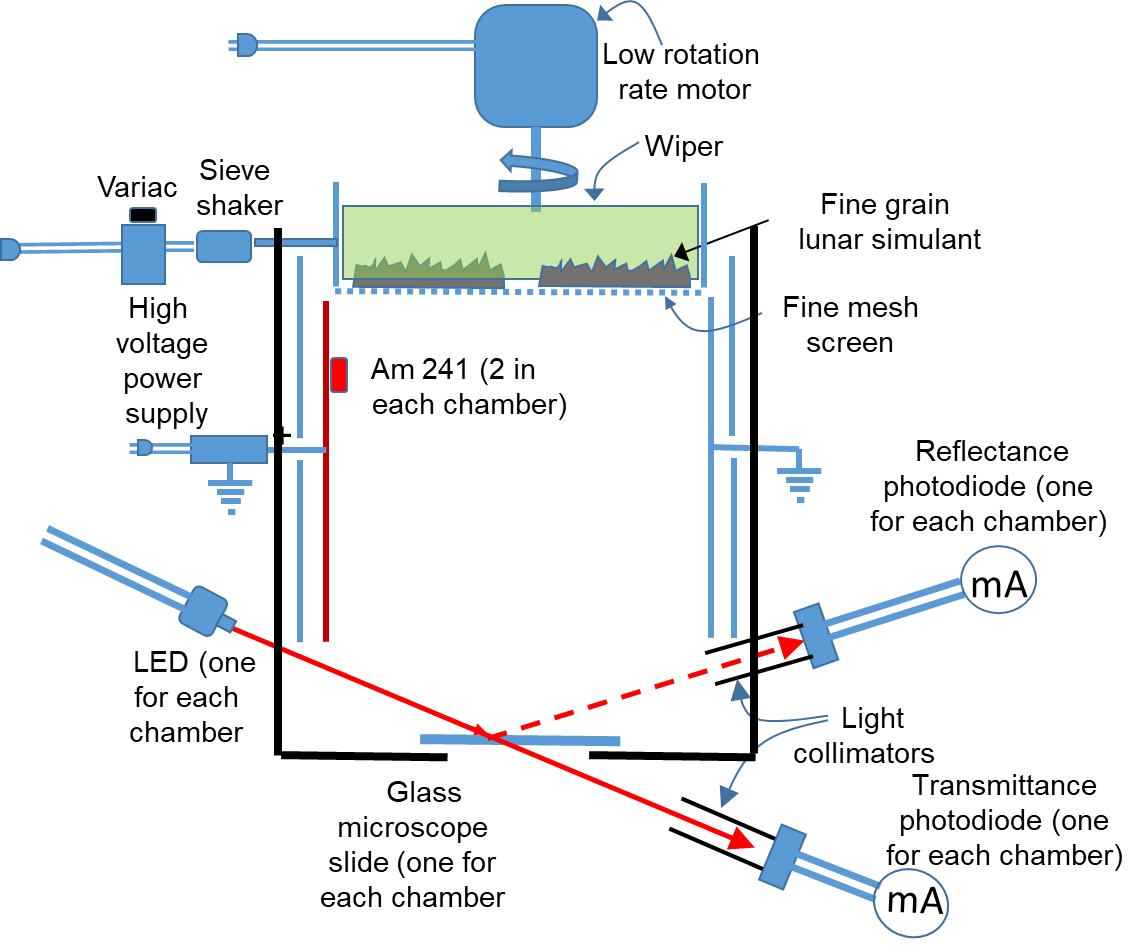 Low rotation
rate motor
Wiper
Sieve
shaker
Variac
Fine grain
lunar simulant
High
voltage
power
supply
Fine mesh
screen
Am 241 (2 in
each chamber)
+
Reflectance
photodiode (one
for each chamber)
mA
LED (one
for each
chamber
Light
collimators
Glass
microscope
slide (one for
each chamber
Transmittance
photodiode (one
for each chamber)
mA